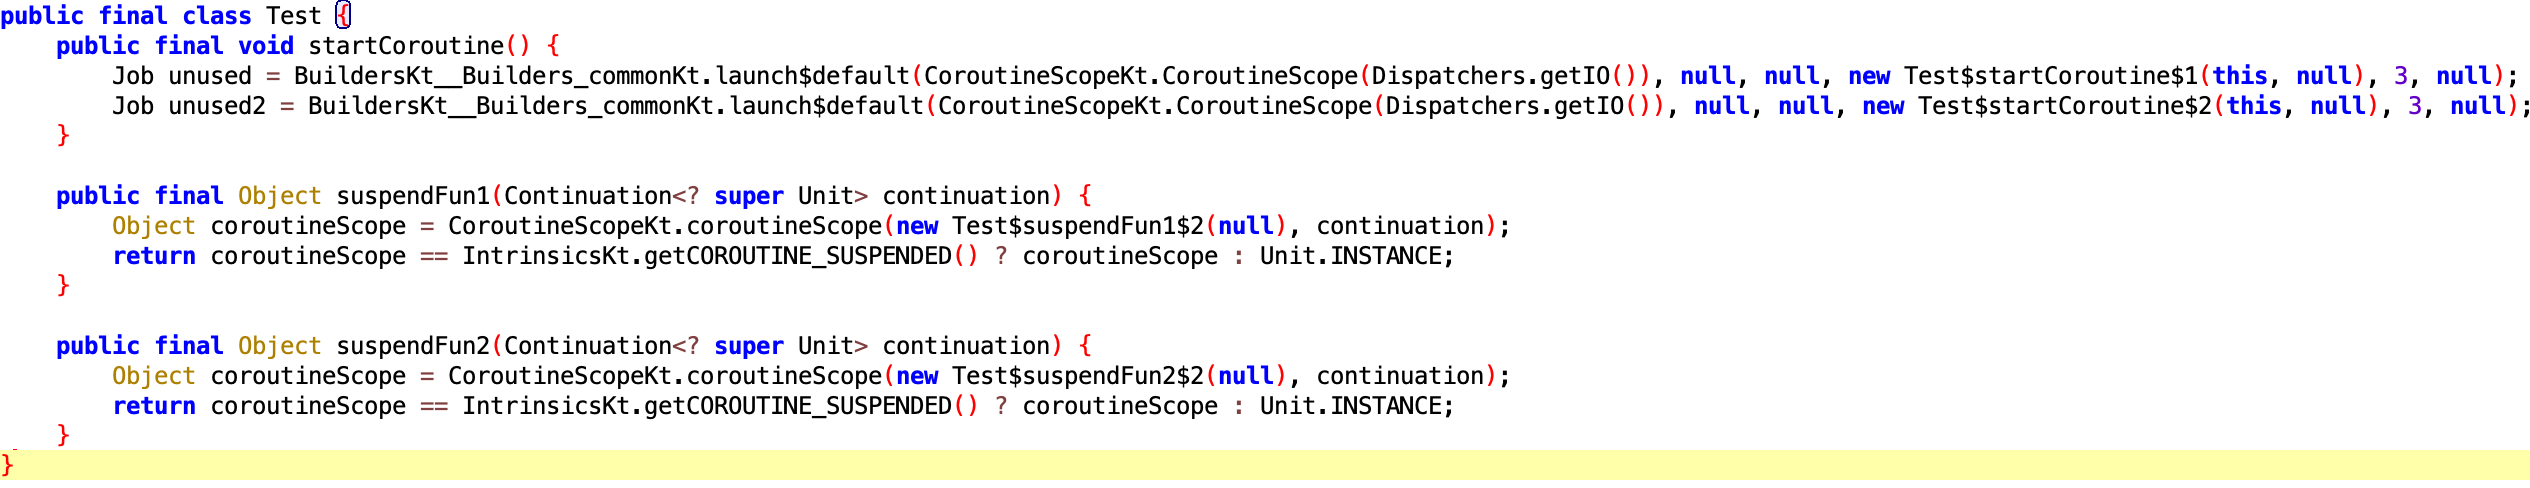 public final class Test {
    public final void startCoroutine() {
        Job unused = BuildersKt__Builders_commonKt.launch$default(CoroutineScopeKt.CoroutineScope(Dispatchers.getIO()), null, null, new Test$startCoroutine$1(this, null), 3, null);
        Job unused2 = BuildersKt__Builders_commonKt.launch$default(CoroutineScopeKt.CoroutineScope(Dispatchers.getIO()), null, null, new Test$startCoroutine$2(this, null), 3, null);
    }

    public final Object suspendFun1(Continuation<? super Unit> continuation) {
        Object coroutineScope = CoroutineScopeKt.coroutineScope(new Test$suspendFun1$2(null), continuation);
        return coroutineScope == IntrinsicsKt.getCOROUTINE_SUSPENDED() ? coroutineScope : Unit.INSTANCE;
    }

    public final Object suspendFun2(Continuation<? super Unit> continuation) {
        Object coroutineScope = CoroutineScopeKt.coroutineScope(new Test$suspendFun2$2(null), continuation);
        return coroutineScope == IntrinsicsKt.getCOROUTINE_SUSPENDED() ? coroutineScope : Unit.INSTANCE;
    }
}